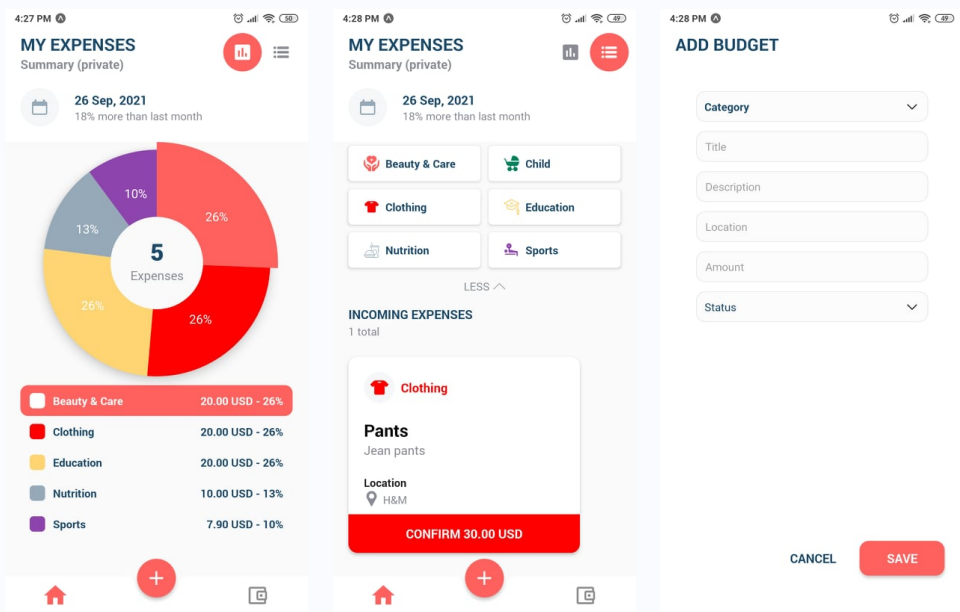 4:27 PM
50
MY EXPENSES
Summary (private)
26 Sep, 2021
18% more than last month
10%
26%
13%
5
Expenses
26%
26%
Beauty & Care 20.00 USD - 26%
Clothing 20.00 USD - 26%
Education 20.00 USD - 26%
Nutrition 10.00 USD - 13%
Sports 7.90 USD - 10%
4:28 PM
49
MY EXPENSES
Summary (private)
26 Sep, 2021
18% more than last month
Beauty & Care
Child
Clothing
Education
Nutrition
Sports
LESS
INCOMING EXPENSES
1 total
Clothing
Pants
Jean pants
Location
H&M
CONFIRM 30.00 USD
4:28 PM
49
ADD BUDGET
Category
Title
Description
Location
Amount
Status
CANCEL
SAVE